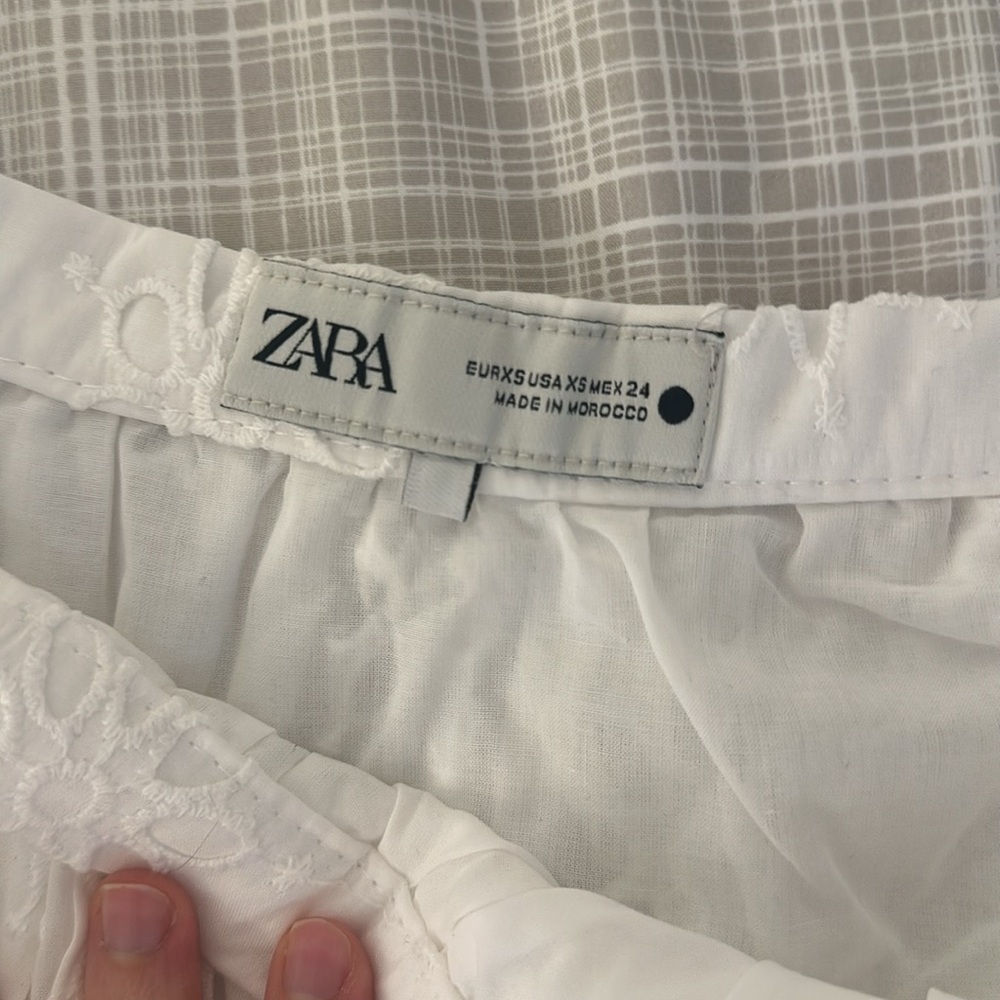 ZARA
EUR XS USA XS MEX 24
MADE IN MOROCCO